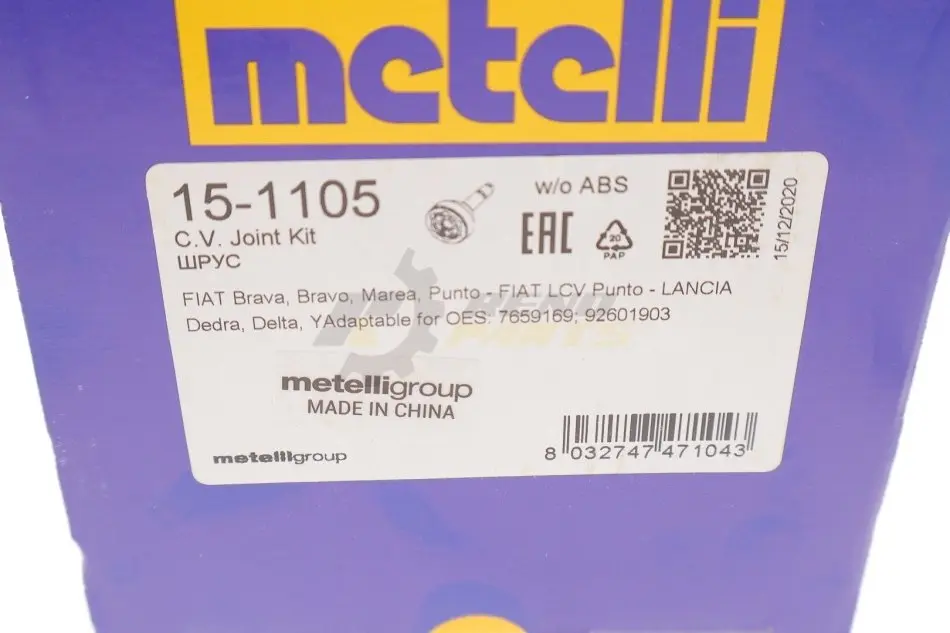 metelli
15-1105
w/o ABS
C.V. Joint Kit
ШРУС
EAC
20
PAP
15/12/2020
FIAT Brava, Bravo, Marea, Punto - FIAT LCV Punto - LANCIA
Dedra, Delta, YAdaptable for OES: 7659169; 92601903
metelligroup
MADE IN CHINA
metelligroup
8 032747 471043